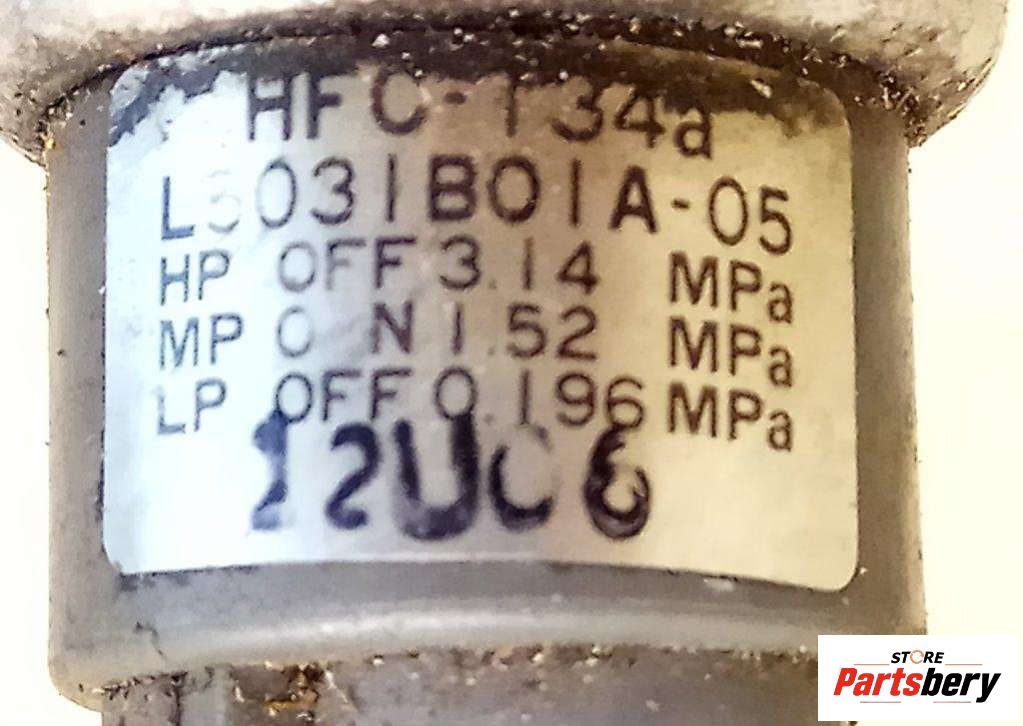 HFC-134a
L5031B01A-05
HP OFF 3.14 MPa
MP O N 1.52 MPa
LP OFF 0.196 MPa
STORE
Partsbery